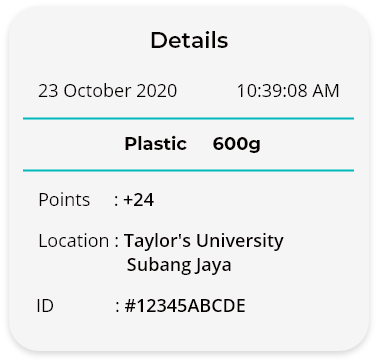 Details
23 October 2020 10:39:08 AM
Plastic 600g
Points : +24
Location : Taylor's University
Subang Jaya
ID : #12345ABCDE